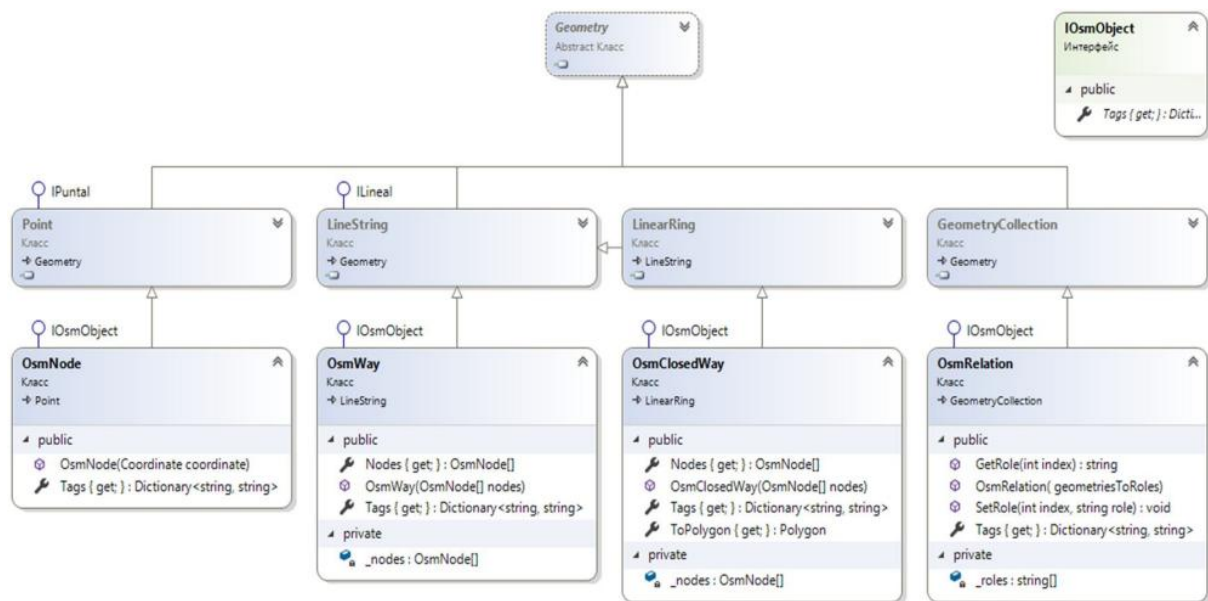 Geometry
Abstract Класс
IOsmObject
Интерфейс
public
Tags { get; } : Dicti...
IPuntal
Point
Класс
Geometry
ILineal
LineString
Класс
Geometry
LinearRing
Класс
LineString
GeometryCollection
Класс
Geometry
IOsmObject
OsmNode
Класс
Point
public
OsmNode(Coordinate coordinate)
Tags { get; } : Dictionary<string, string>
IOsmObject
OsmWay
Класс
LineString
public
Nodes { get; } : OsmNode[]
OsmWay(OsmNode[] nodes)
Tags { get; } : Dictionary<string, string>
private
_nodes : OsmNode[]
IOsmObject
OsmClosedWay
Класс
LinearRing
public
Nodes { get; } : OsmNode[]
OsmClosedWay(OsmNode[] nodes)
Tags { get; } : Dictionary<string, string>
ToPolygon { get; } : Polygon
private
_nodes : OsmNode[]
IOsmObject
OsmRelation
Класс
GeometryCollection
public
GetRole(int index) : string
OsmRelation( geometriesToRoles)
SetRole(int index, string role) : void
Tags { get; } : Dictionary<string, string>
private
_roles : string[]